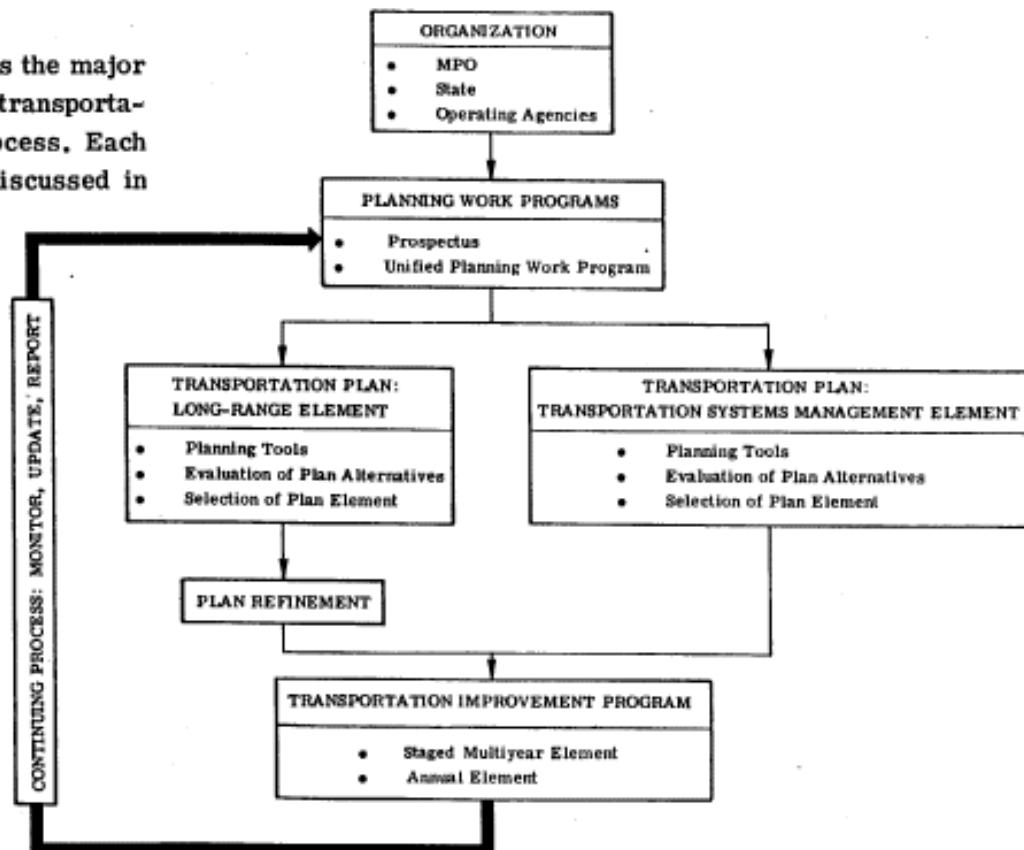 s the major
transporta-
ocess. Each
iscussed in
ORGANIZATION
• MPO
• State
• Operating Agencies
PLANNING WORK PROGRAMS
• Prospectus
• Unified Planning Work Program
TRANSPORTATION PLAN:
LONG-RANGE ELEMENT
• Planning Tools
• Evaluation of Plan Alternatives
• Selection of Plan Element
TRANSPORTATION PLAN:
TRANSPORTATION SYSTEMS MANAGEMENT ELEMENT
• Planning Tools
• Evaluation of Plan Alternatives
• Selection of Plan Element
PLAN REFINEMENT
TRANSPORTATION IMPROVEMENT PROGRAM
• Staged Multiyear Element
• Annual Element
CONTINUING PROCESS: MONITOR, UPDATE, REPORT